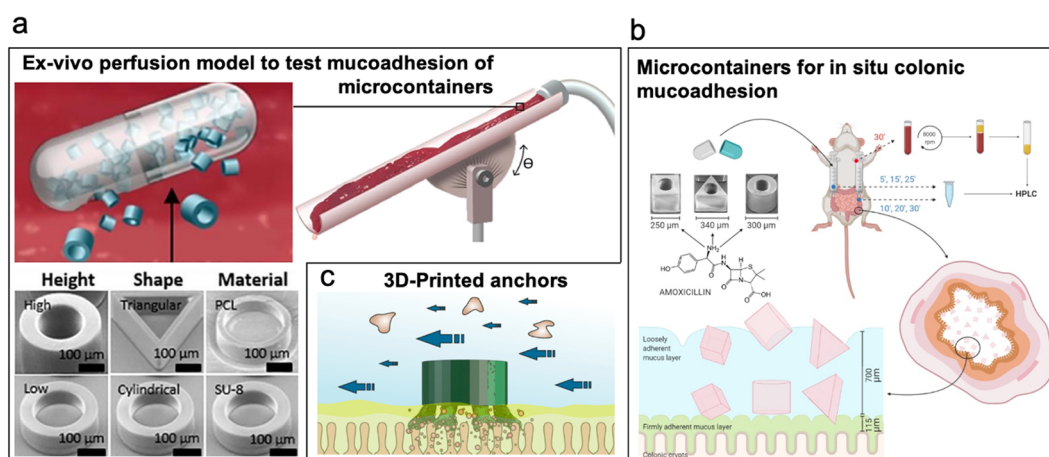 a
Ex-vivo perfusion model to test mucoadhesion of
microcontainers
Θ
Height Shape Material
High Triangular PCL
100 µm 100 µm 100 µm
Low Cylindrical SU-8
100 µm 100 µm 100 µm
C 3D-Printed anchors
b
Microcontainers for in situ colonic
mucoadhesion
30'
8000
rpm
5', 15', 25'
HPLC
10', 20', 30'
250 µm 340 µm 300 µm
NH₂
HO
O
H
N
S
N
O
O
OH
AMOXICILLIN
Loosely
adherent
mucus layer
700
µm
Firmly adherent mucus layer
115
µm
Colonic crypts